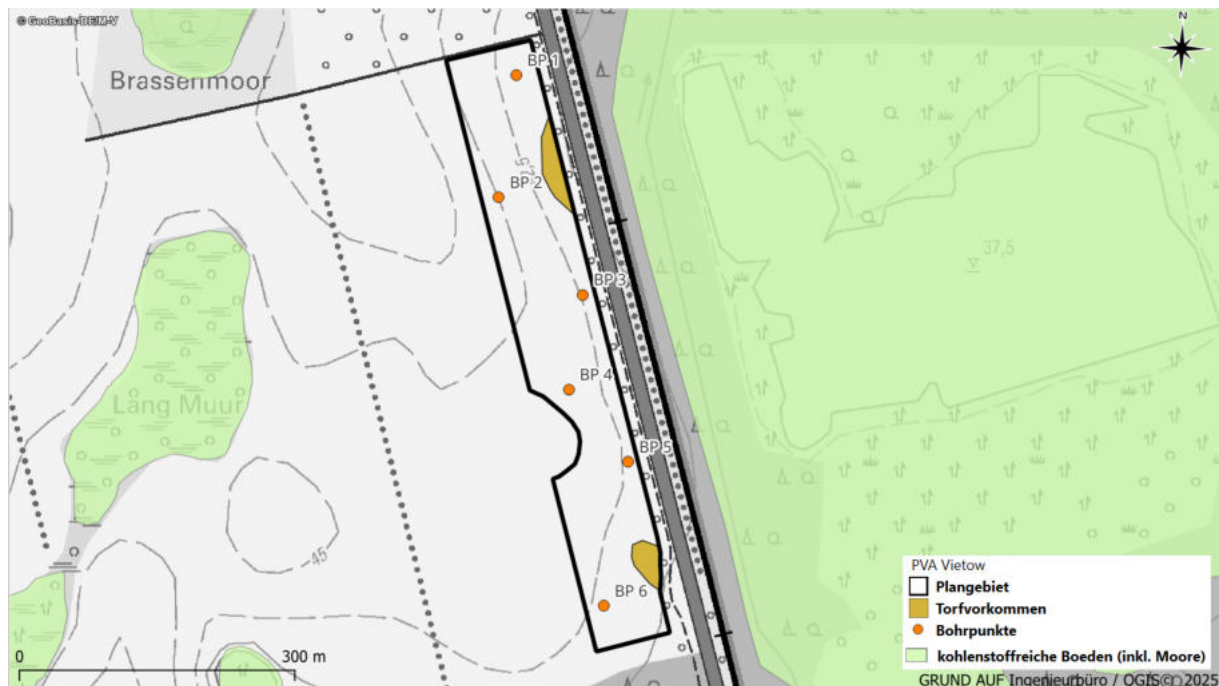 © GeoBasis-DE/M-V
N
Brassenmoor
BP 1
BP 2
BP 3
37,5
BP 4
Lang Muur
BP 5
45
BP 6
PVA Vietow
Plangebiet
Torfvorkommen
Bohrpunkte
kohlenstoffreiche Boeden (inkl. Moore)
0 300 m
GRUND AUF Ingenieurbüro / QGIS© 2025